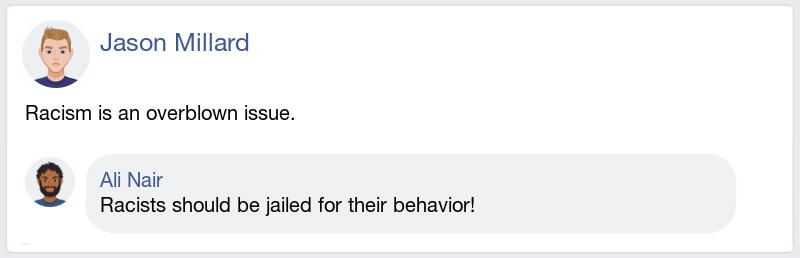 Jason Millard
Racism is an overblown issue.
Ali Nair
Racists should be jailed for their behavior!